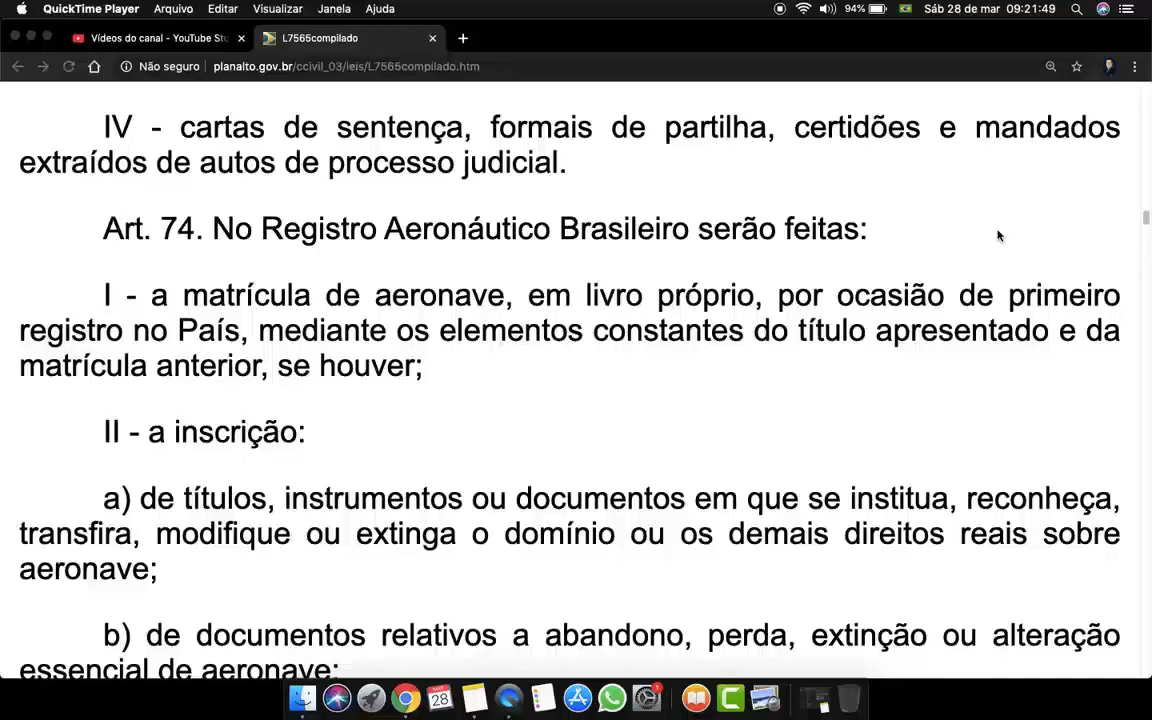 QuickTime Player Arquivo Editar Visualizar Janela Ajuda 94% Sáb 28 de mar 09:21:49
Vídeos do canal - YouTube Stu × L7565compilado × +
Não seguro | planalto.gov.br/ccivil_03/leis/L7565compilado.htm
IV - cartas de sentença, formais de partilha, certidões e mandados
extraídos de autos de processo judicial.
Art. 74. No Registro Aeronáutico Brasileiro serão feitas:
I - a matrícula de aeronave, em livro próprio, por ocasião de primeiro
registro no País, mediante os elementos constantes do título apresentado e da
matrícula anterior, se houver;
II - a inscrição:
a) de títulos, instrumentos ou documentos em que se institua, reconheça,
transfira, modifique ou extinga o domínio ou os demais direitos reais sobre
aeronave;
b) de documentos relativos a abandono, perda, extinção ou alteração
essencial de aeronave;
28